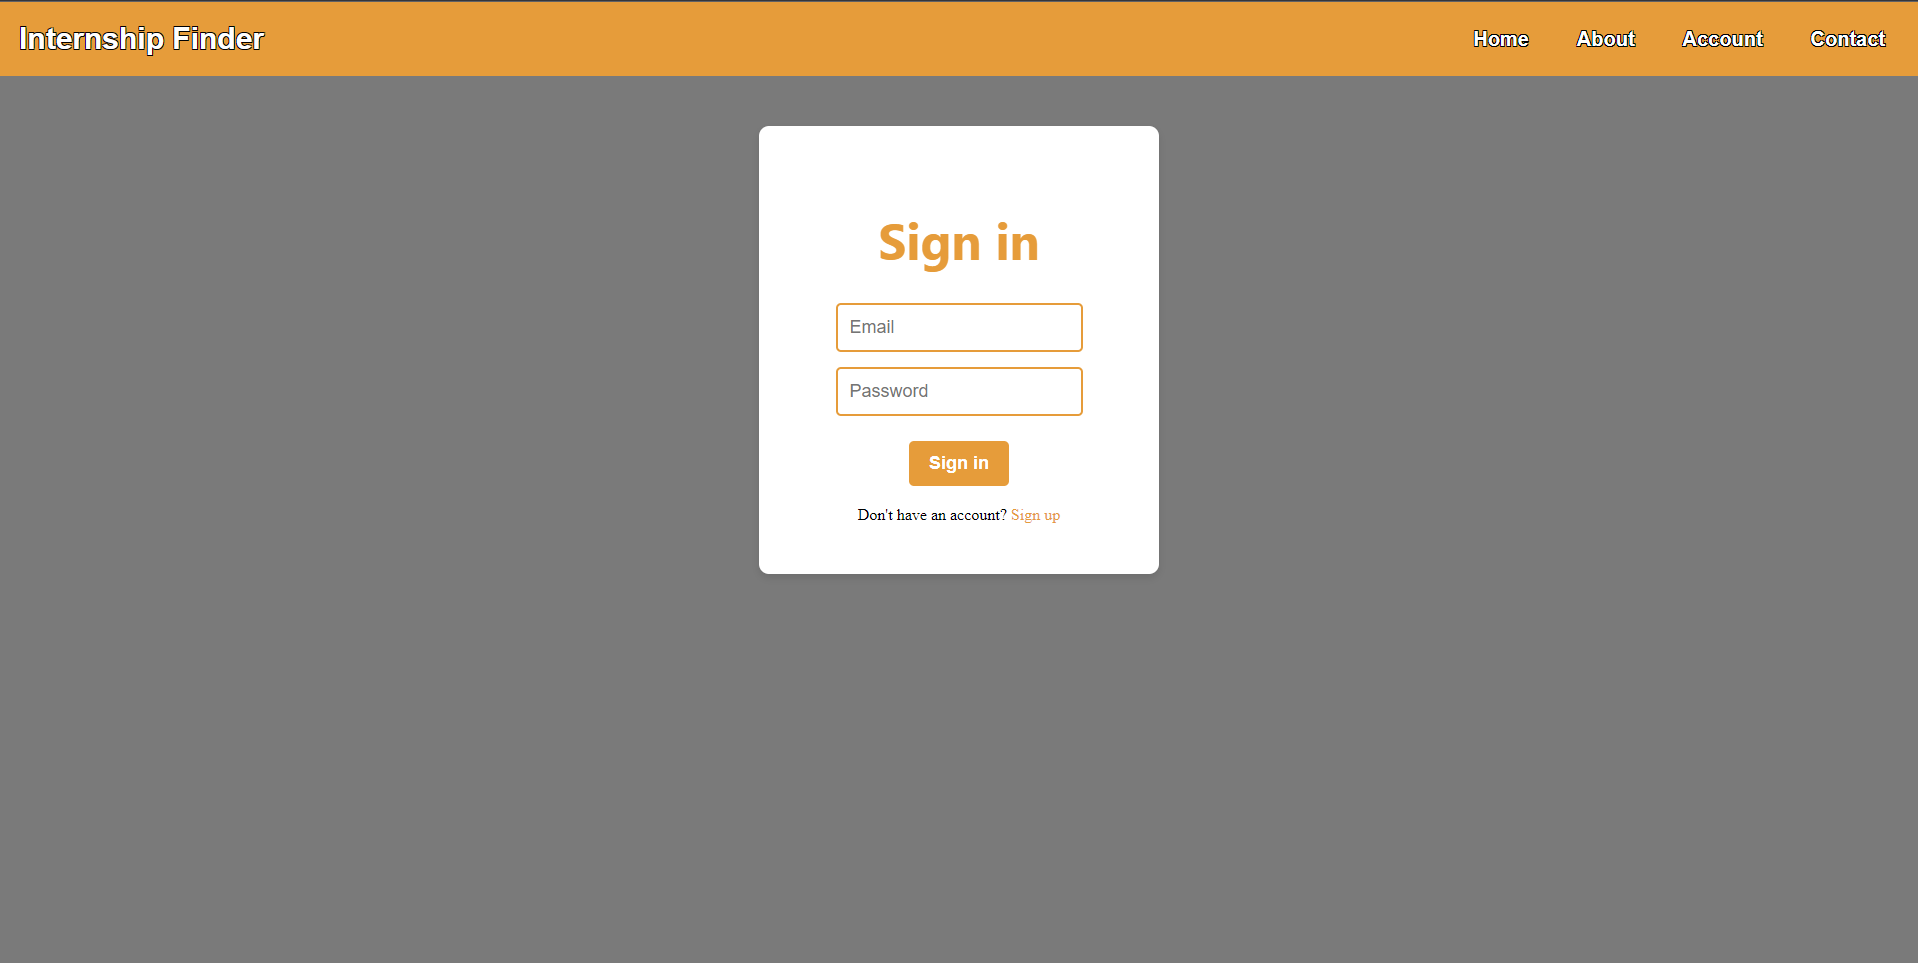 Internship Finder
Home About Account Contact
Sign in
Email
Password
Sign in
Don't have an account? Sign up